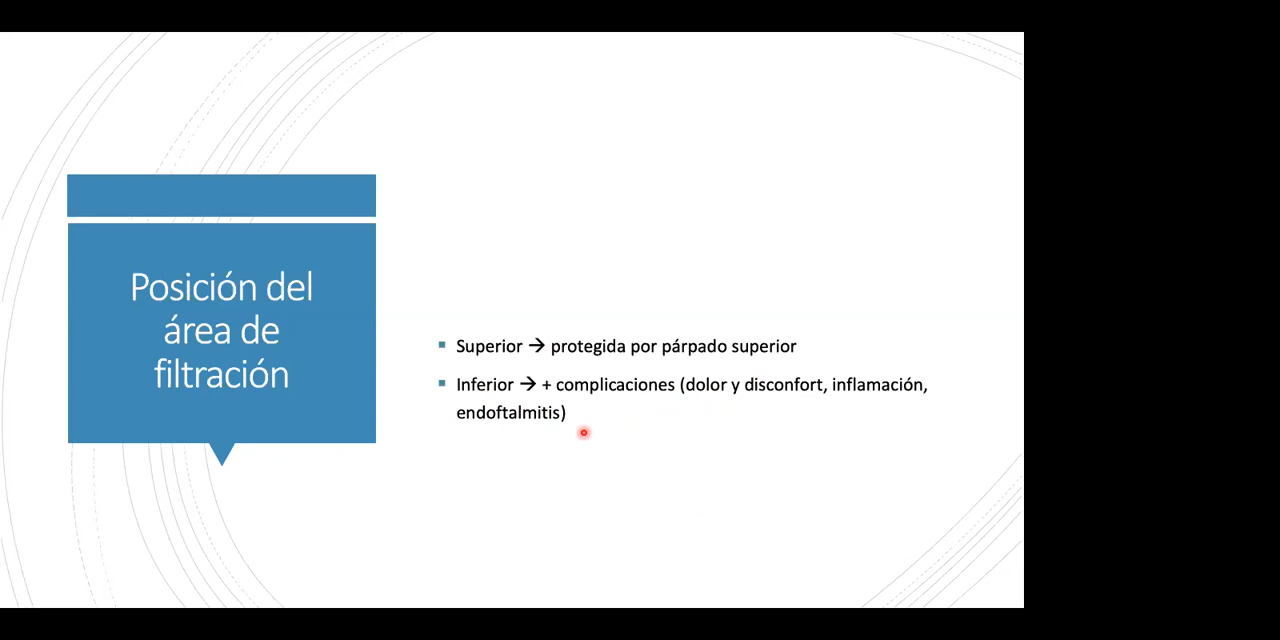 Posición del
área de
filtración
Superior → protegida por párpado superior
Inferior → + complicaciones (dolor y disconfort, inflamación,
endoftalmitis)